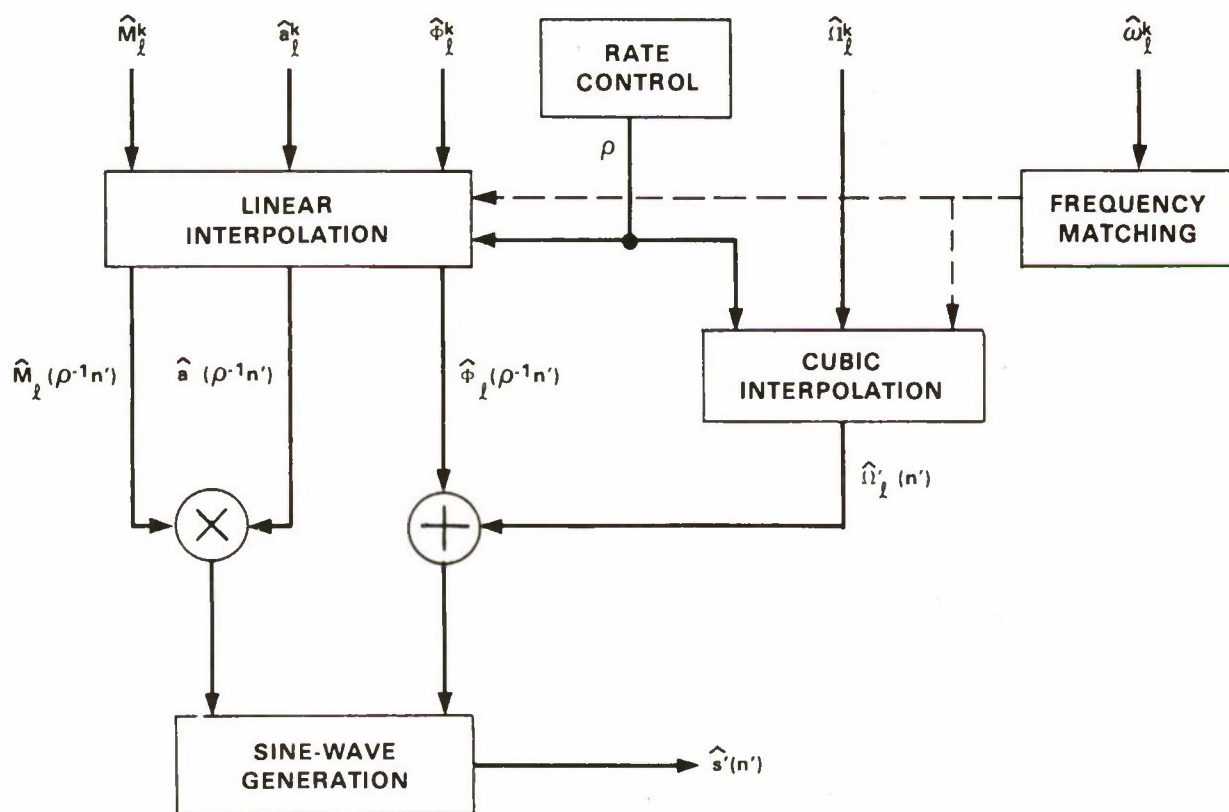 M̂ₗᵏ
âₗᵏ
Φ̂ₗᵏ
RATE
CONTROL
Ω̂ₗᵏ
ω̂ₗᵏ
ρ
LINEAR
INTERPOLATION
FREQUENCY
MATCHING
M̂ₗ(ρ⁻¹n′)
â (ρ⁻¹n′)
Φ̂ₗ(ρ⁻¹n′)
CUBIC
INTERPOLATION
Ω̂′ₗ (n′)
×
+
SINE-WAVE
GENERATION
ŝ′(n′)